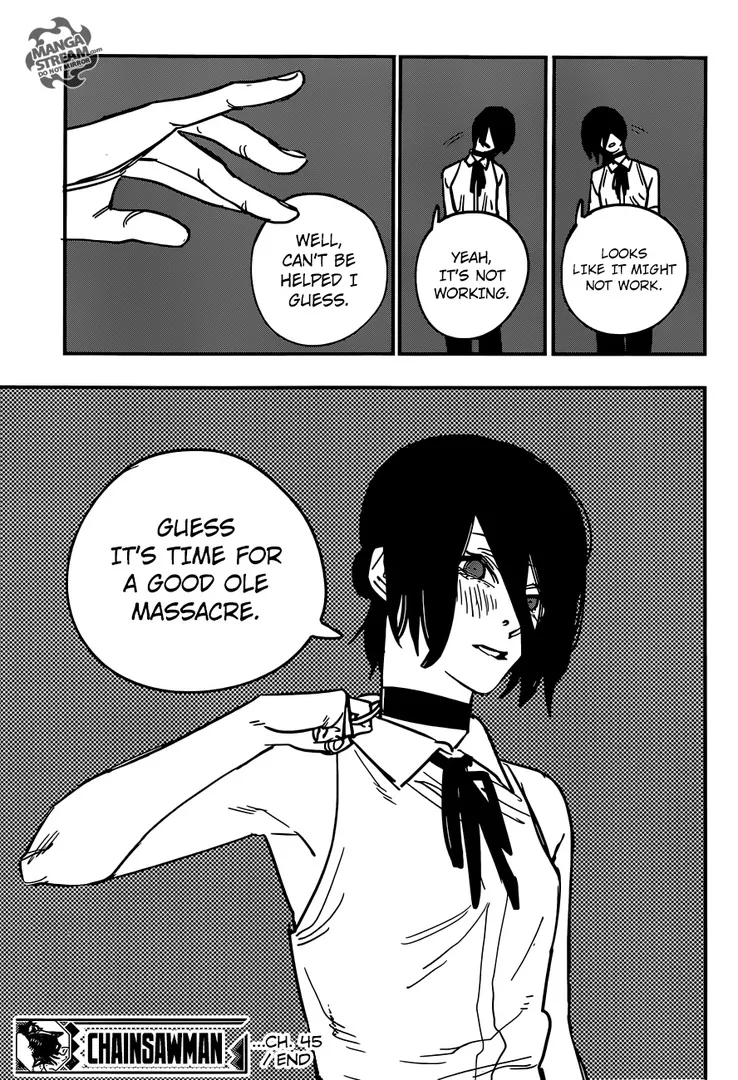 MANGA
STREAM.com
DO NOT MIRROR
LOOKS
LIKE IT MIGHT
NOT WORK.
YEAH,
IT'S NOT
WORKING.
WELL,
CAN'T BE
HELPED I
GUESS.
GUESS
IT'S TIME FOR
A GOOD OLE
MASSACRE.
CHAINSAWMAN
...CH. 45
/ END